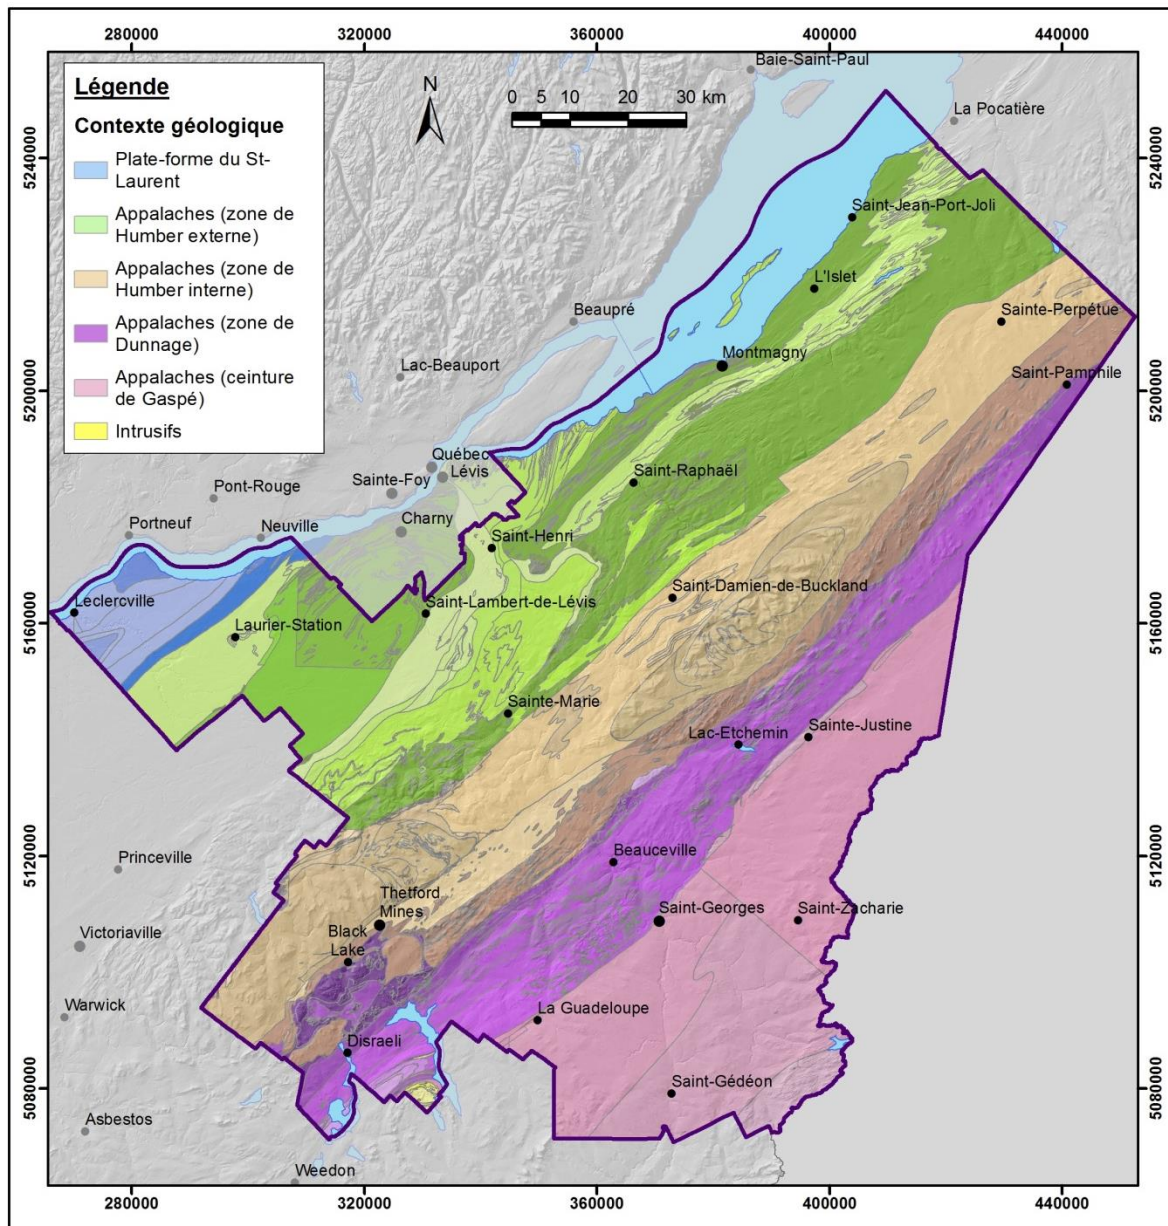 280000 320000 360000 400000 440000
Légende
Contexte géologique
Plate-forme du St-
Laurent
Appalaches (zone de
Humber externe)
Appalaches (zone de
Humber interne)
Appalaches (zone de
Dunnage)
Appalaches (ceinture
de Gaspé)
Intrusifs
N
0 5 10 20 30 km
Baie-Saint-Paul
La Pocatière
5240000
5240000
Saint-Jean-Port-Joli
L'Islet
Beaupré
Sainte-Perpétue
Montmagny
Lac-Beauport
Saint-Pamphile
5200000
5200000
Québec
Lévis
Sainte-Foy
Saint-Raphaël
Pont-Rouge
Charny
Portneuf
Neuville
Saint-Henri
Saint-Damien-de-Buckland
Leclercville
Saint-Lambert-de-Lévis
5160000
5160000
Laurier-Station
Sainte-Marie
Lac-Etchemin
Sainte-Justine
Beauceville
5120000
5120000
Princeville
Thetford
Mines
Saint-Georges
Saint-Zacharie
Black
Lake
Victoriaville
Warwick
La Guadeloupe
Disraeli
Saint-Gédéon
5080000
5080000
Asbestos
Weedon
280000 320000 360000 400000 440000